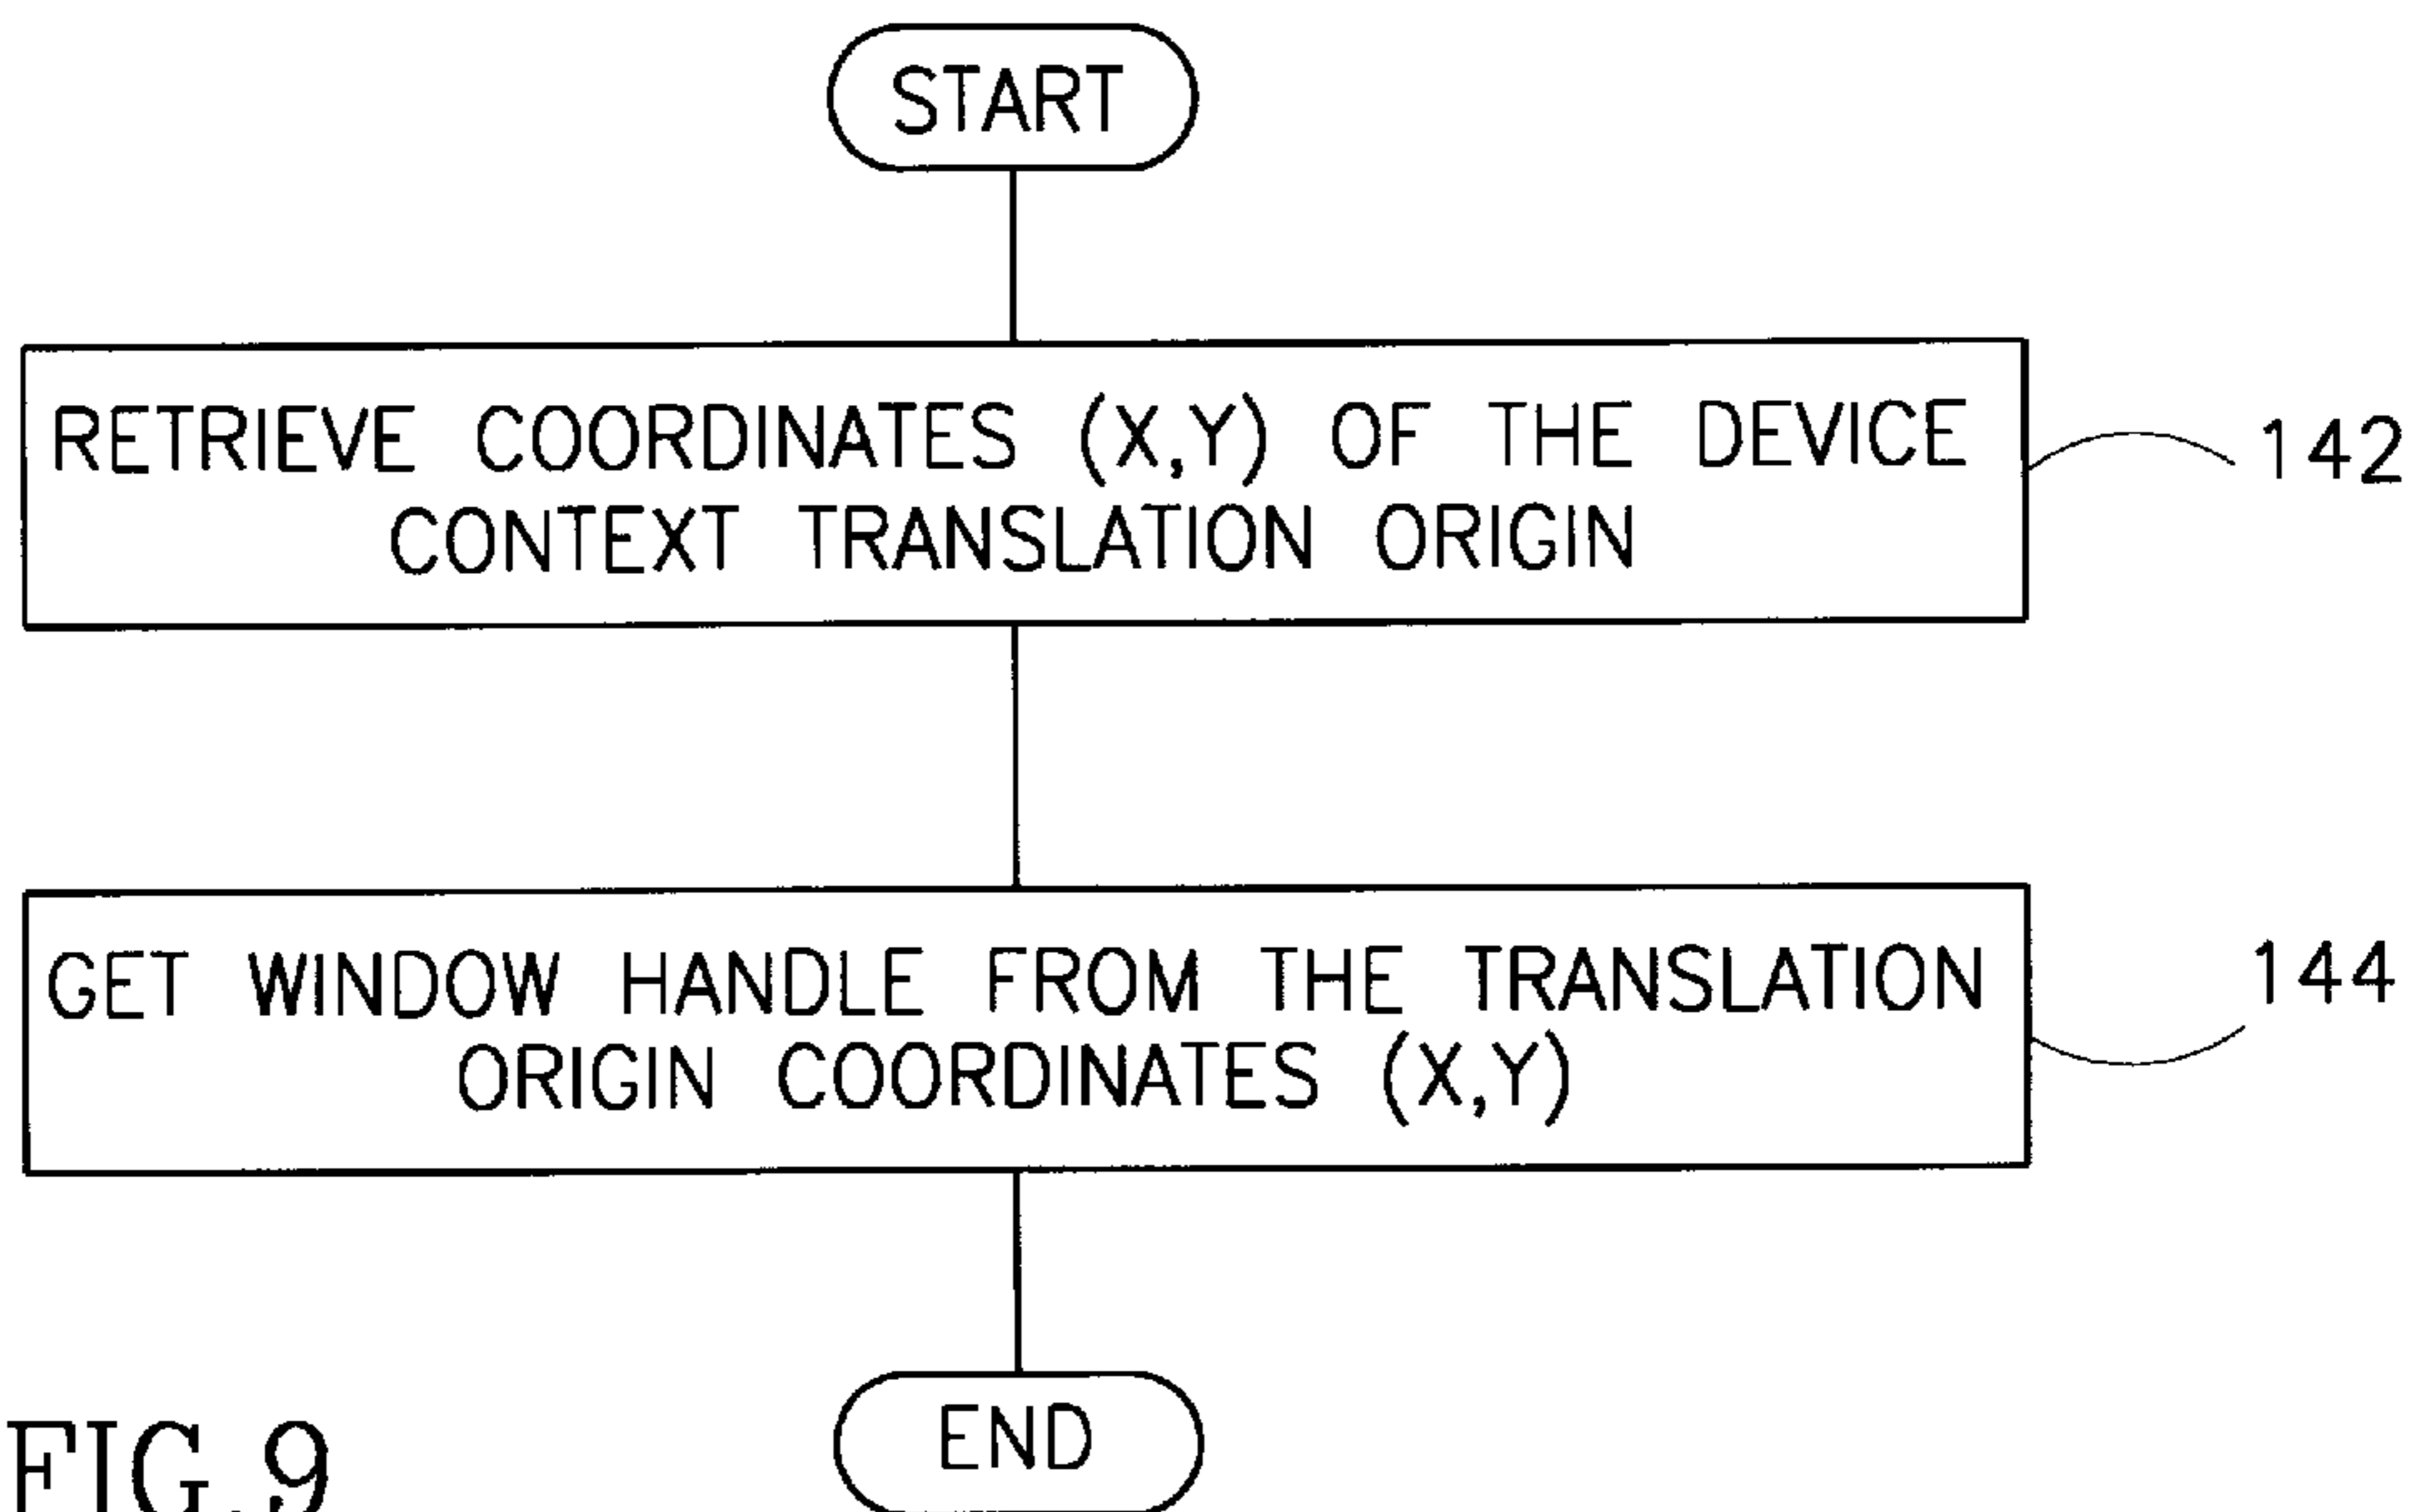 START
RETRIEVE COORDINATES (X,Y) OF THE DEVICE
CONTEXT TRANSLATION ORIGIN
142
GET WINDOW HANDLE FROM THE TRANSLATION
ORIGIN COORDINATES (X,Y)
144
END
FIG.9